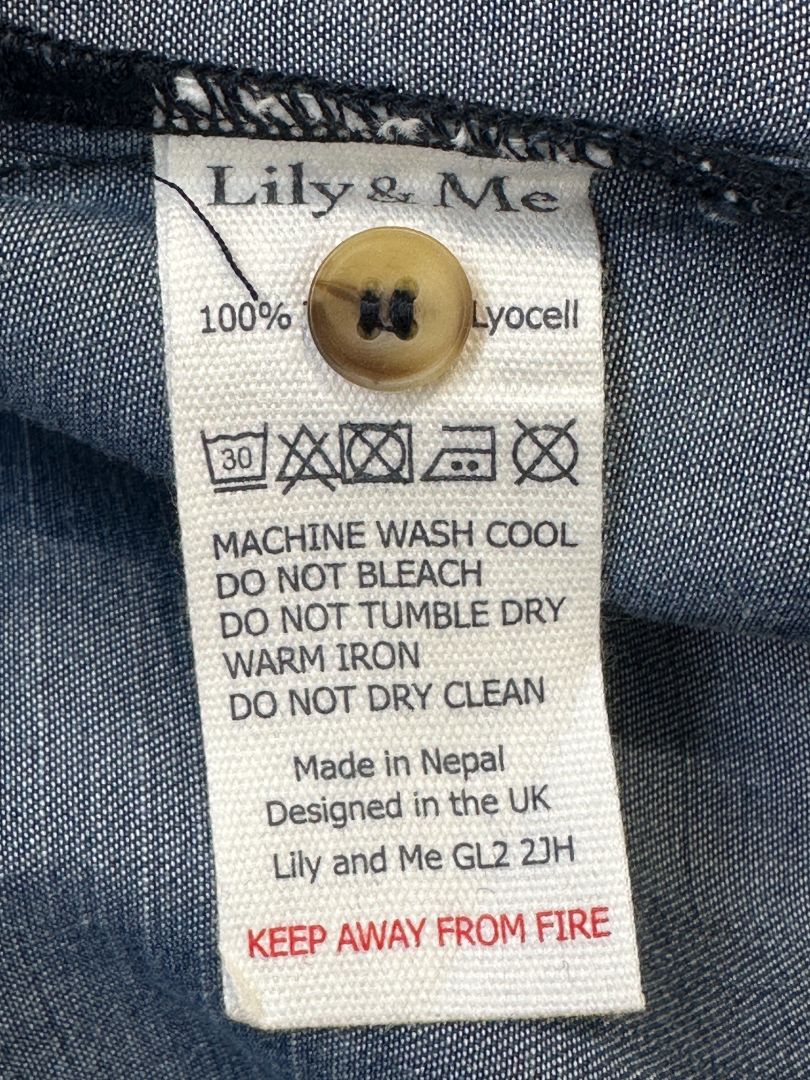 Lily & Me
100% Lyocell
30
MACHINE WASH COOL
DO NOT BLEACH
DO NOT TUMBLE DRY
WARM IRON
DO NOT DRY CLEAN
Made in Nepal
Designed in the UK
Lily and Me GL2 2JH
KEEP AWAY FROM FIRE